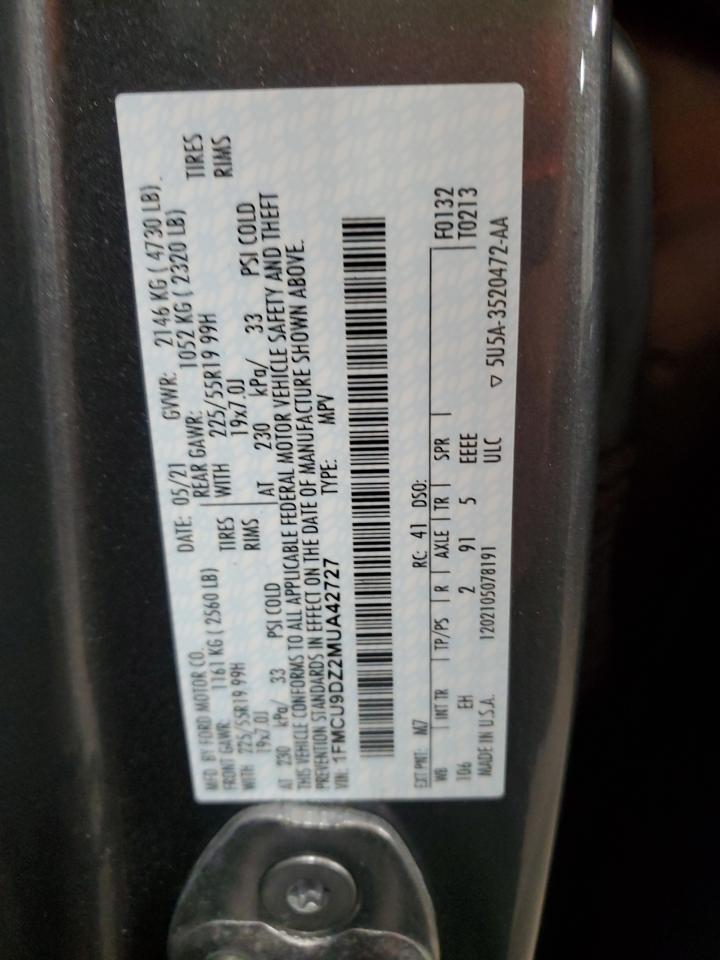 MFD. BY FORD MOTOR CO. DATE: 05/21 GVWR: 2146 KG ( 4730 LB)
FRONT GAWR: 1161 KG ( 2560 LB) REAR GAWR: 1052 KG ( 2320 LB)
WITH 225/55R19 99H TIRES WITH 225/55R19 99H TIRES
19x7.0J RIMS 19x7.0J RIMS
AT 230 kPa/ 33 PSI COLD AT 230 kPa/ 33 PSI COLD
THIS VEHICLE CONFORMS TO ALL APPLICABLE FEDERAL MOTOR VEHICLE SAFETY AND THEFT
PREVENTION STANDARDS IN EFFECT ON THE DATE OF MANUFACTURE SHOWN ABOVE.
VIN: 1FMCU9DZ2MUA42727 TYPE: MPV
EXT PNT: M7 RC: 41 DSO:
WB INT TR TP/PS R AXLE TR SPR F0132
106 EH 2 91 5 EEEE T0213
MADE IN U.S.A. 1202105078191 ULC ▽ 5U5A-3520472-AA